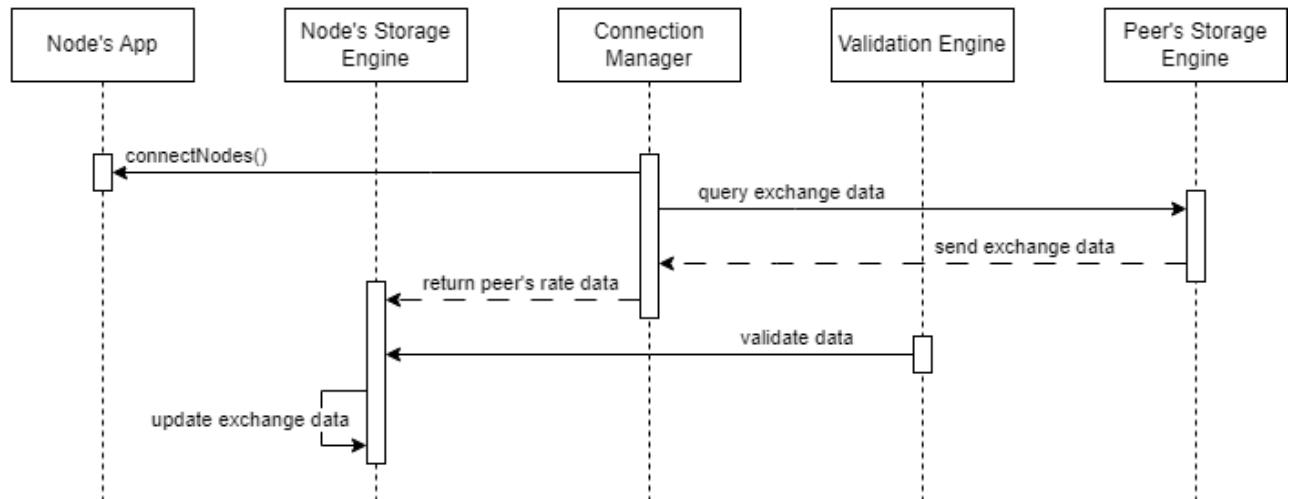 Node's App
Node's Storage
Engine
Connection
Manager
Validation Engine
Peer's Storage
Engine
connectNodes()
query exchange data
send exchange data
return peer's rate data
validate data
update exchange data